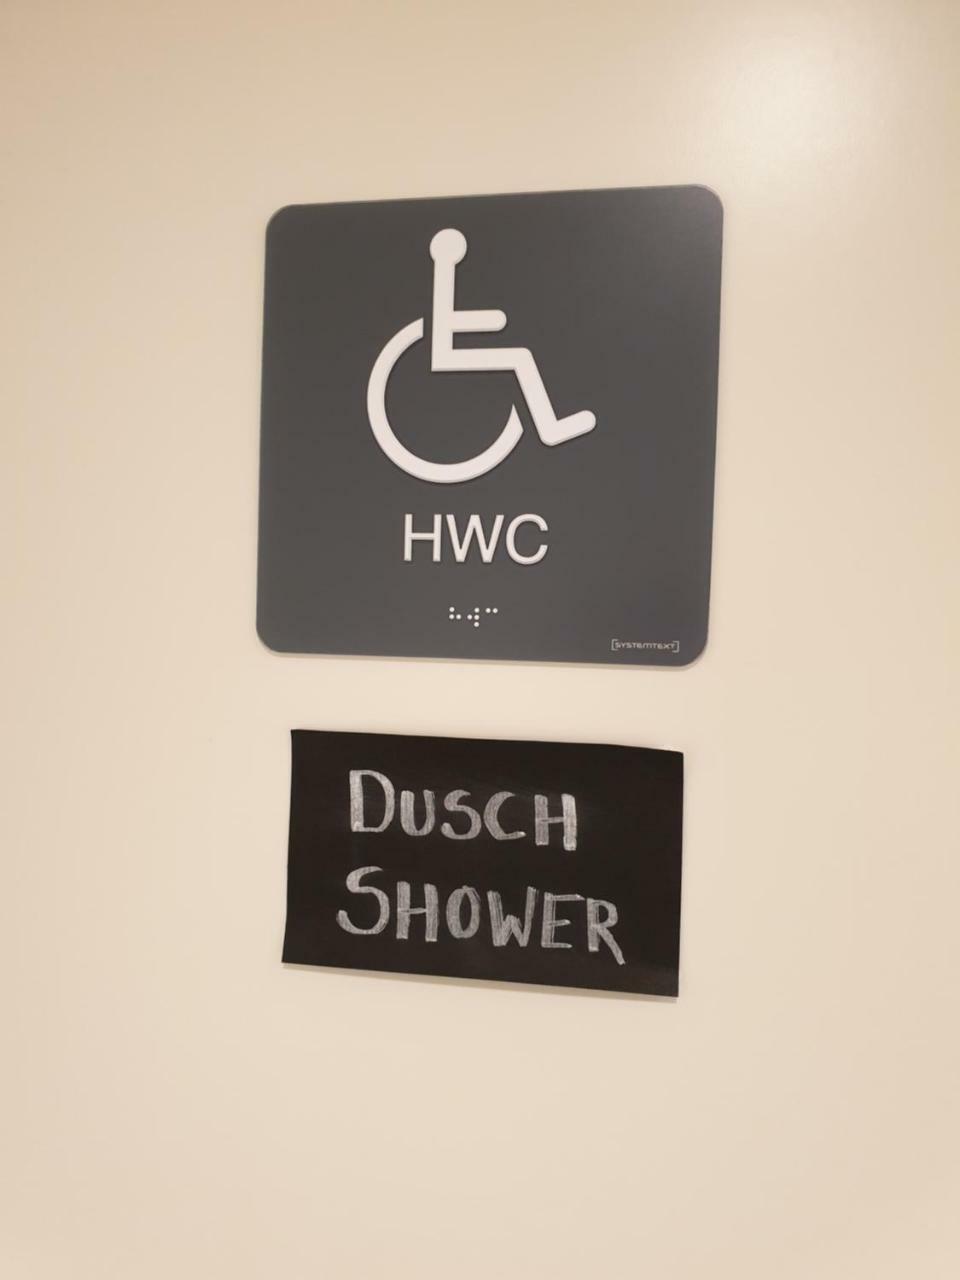 HWC
[SYSTEMTEXT]
DUSCH
SHOWER